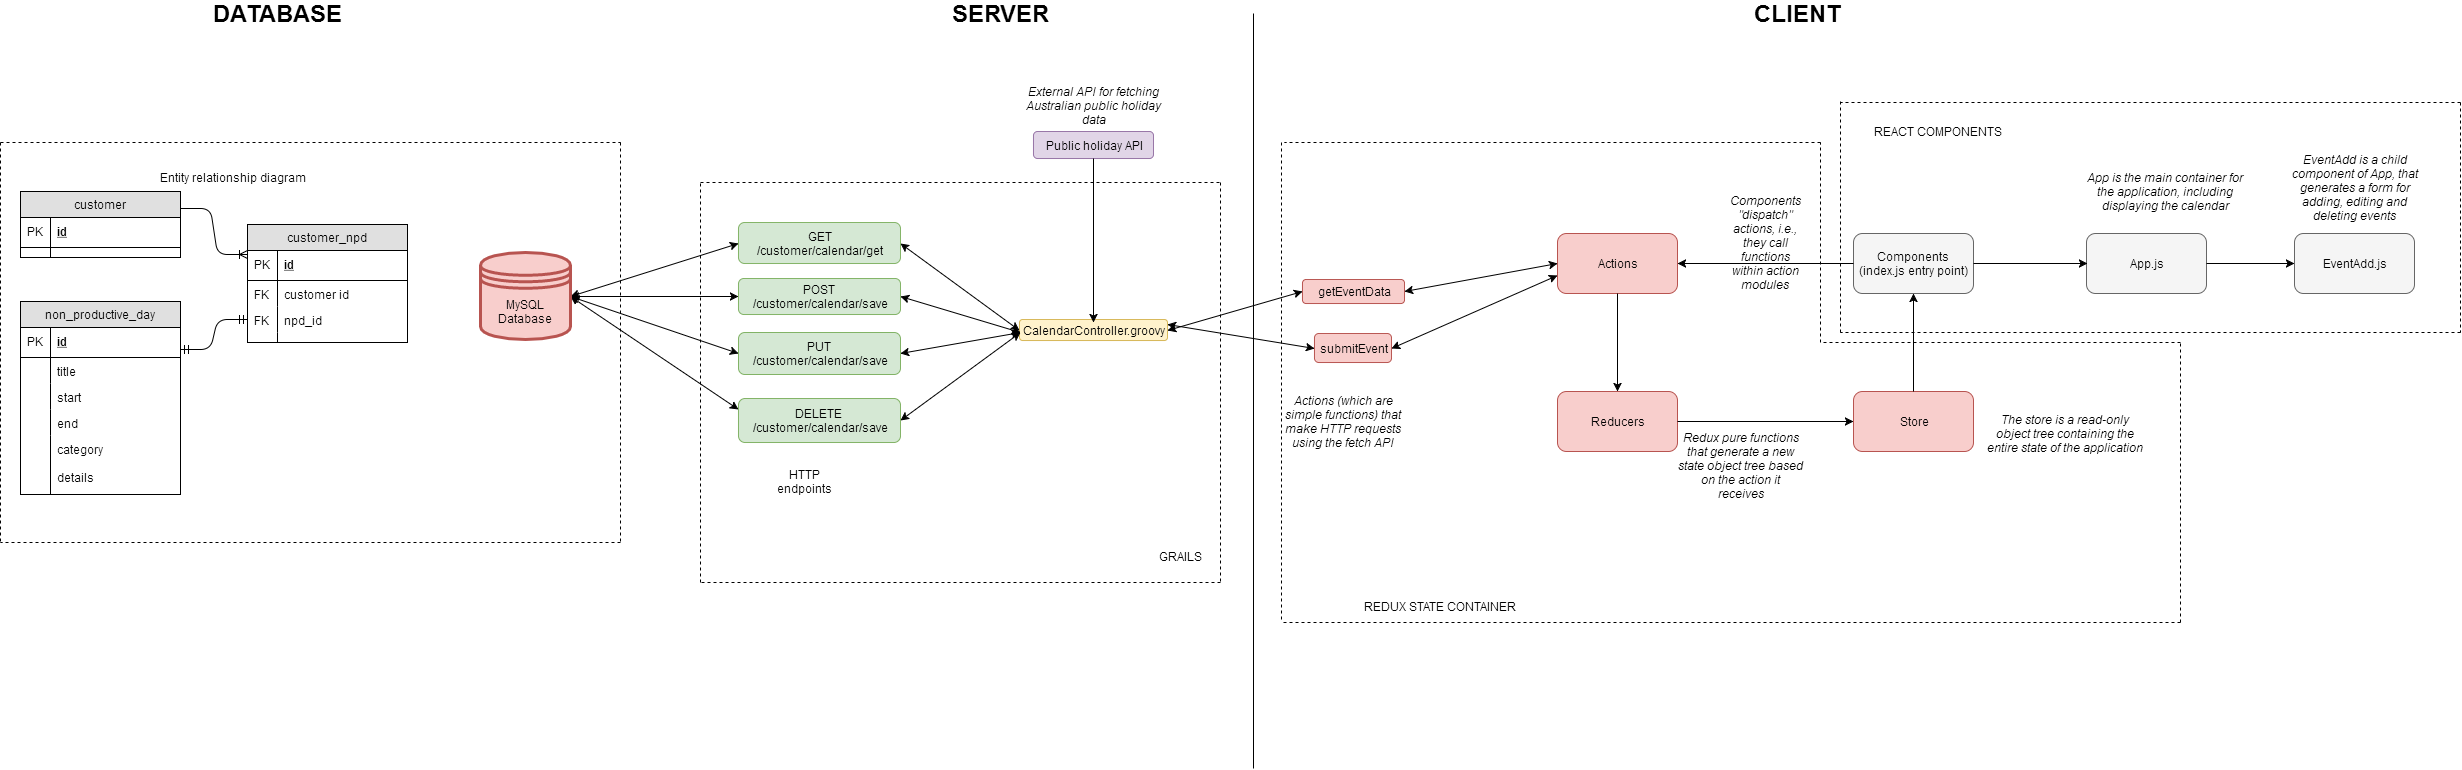 DATABASE
SERVER
CLIENT
Entity relationship diagram
customer
PK
id
customer_npd
PK
id
FK
customer id
FK
npd_id
non_productive_day
PK
id
title
start
end
category
details
MySQL
Database
External API for fetching
Australian public holiday
data
Public holiday API
GET
/customer/calendar/get
POST
/customer/calendar/save
PUT
/customer/calendar/save
DELETE
/customer/calendar/save
HTTP
endpoints
CalendarController.groovy
GRAILS
getEventData
submitEvent
Actions (which are
simple functions) that
make HTTP requests
using the fetch API
Actions
Components
"dispatch"
actions, i.e.,
they call
functions
within action
modules
Reducers
Redux pure functions
that generate a new
state object tree based
on the action it
receives
Store
The store is a read-only
object tree containing the
entire state of the application
REDUX STATE CONTAINER
REACT COMPONENTS
Components
(index.js entry point)
App is the main container for
the application, including
displaying the calendar
App.js
EventAdd is a child
component of App, that
generates a form for
adding, editing and
deleting events
EventAdd.js